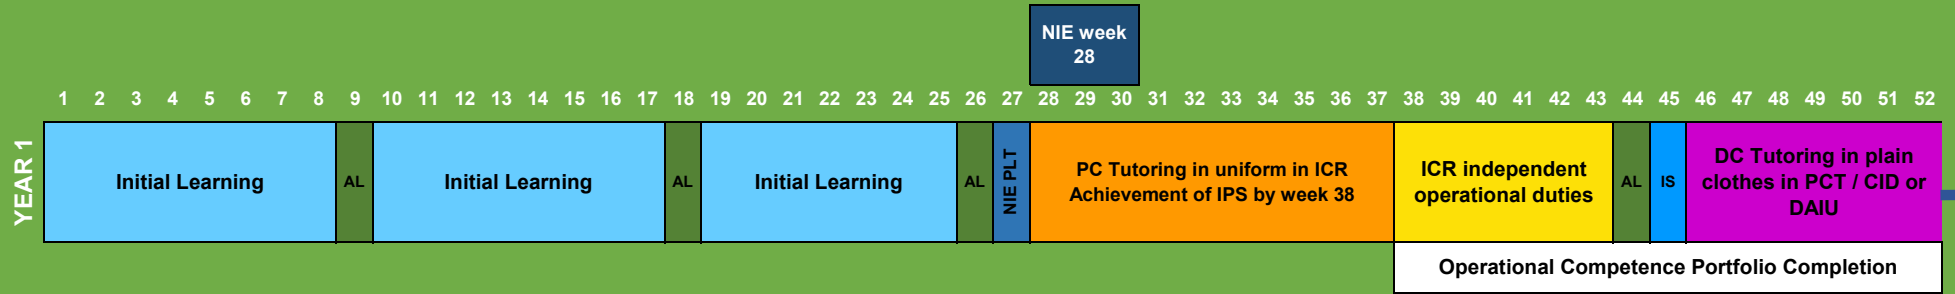 NIE week
28
1 2 3 4 5 6 7 8 9 10 11 12 13 14 15 16 17 18 19 20 21 22 23 24 25 26 27 28 29 30 31 32 33 34 35 36 37 38 39 40 41 42 43 44 45 46 47 48 49 50 51 52
YEAR 1
Initial Learning
AL
Initial Learning
AL
Initial Learning
AL
NIE PLT
PC Tutoring in uniform in ICR
Achievement of IPS by week 38
ICR independent
operational duties
AL
IS
DC Tutoring in plain
clothes in PCT / CID or
DAIU
Operational Competence Portfolio Completion